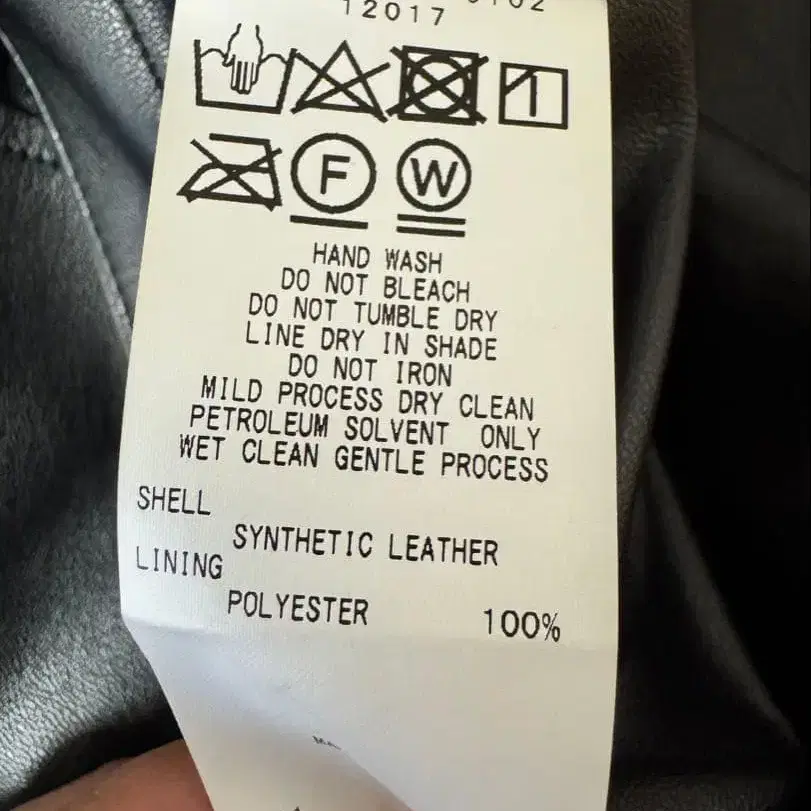 12017
F
W
HAND WASH
DO NOT BLEACH
DO NOT TUMBLE DRY
LINE DRY IN SHADE
DO NOT IRON
MILD PROCESS DRY CLEAN
PETROLEUM SOLVENT ONLY
WET CLEAN GENTLE PROCESS
SHELL
SYNTHETIC LEATHER
LINING
POLYESTER 100%